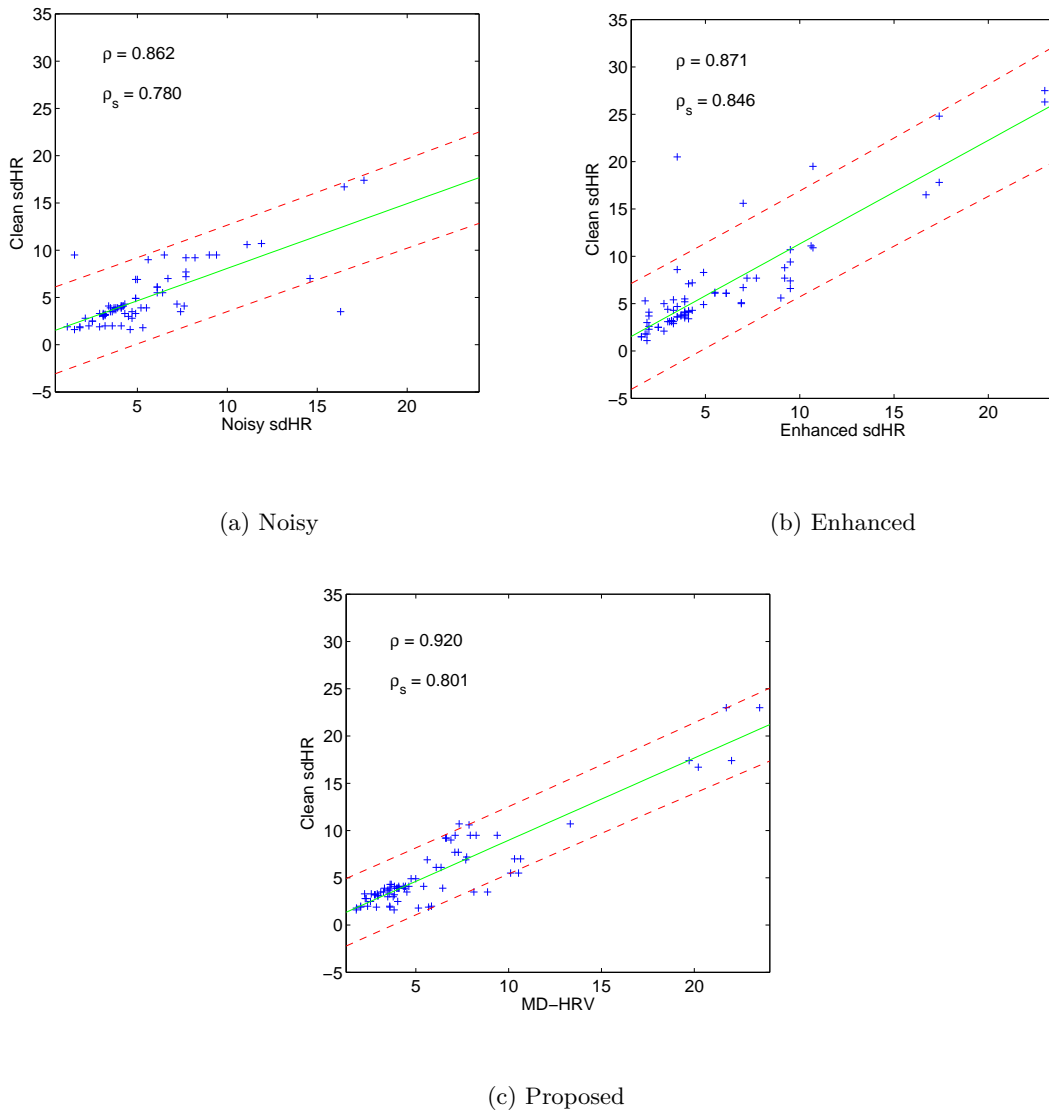 35
30
25
20
15
10
5
0
−5
5 10 15 20
Clean sdHR
Noisy sdHR
ρ = 0.862
ρs = 0.780
(a) Noisy
35
30
25
20
15
10
5
0
−5
5 10 15 20
Clean sdHR
Enhanced sdHR
ρ = 0.871
ρs = 0.846
(b) Enhanced
35
30
25
20
15
10
5
0
−5
5 10 15 20
Clean sdHR
MD−HRV
ρ = 0.920
ρs = 0.801
(c) Proposed